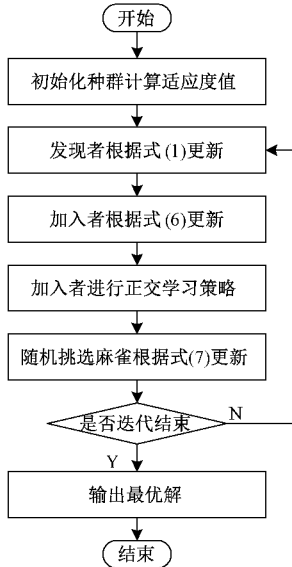 开始
初始化种群计算适应度值
发现者根据式(1)更新
加入者根据式(6)更新
加入者进行正交学习策略
随机挑选麻雀根据式(7)更新
是否迭代结束
N
Y
输出最优解
结束